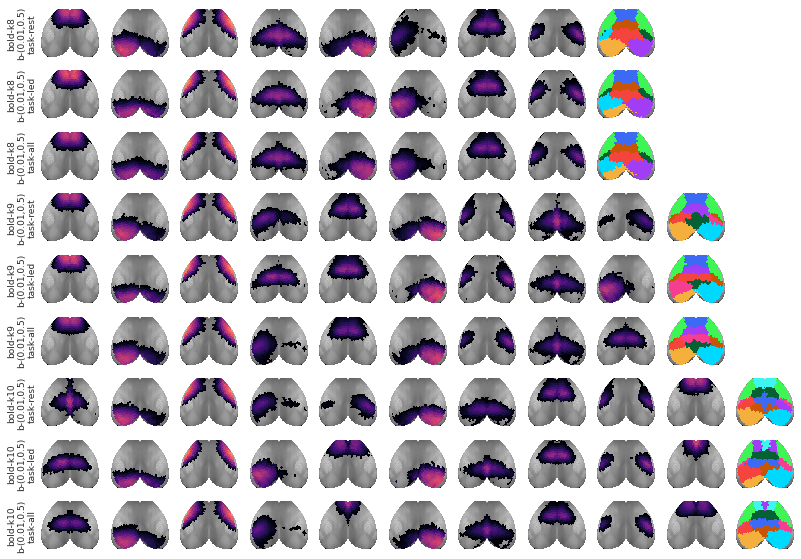 bold-k8
b-(0.01,0.5)
task-rest
bold-k8
b-(0.01,0.5)
task-led
bold-k8
b-(0.01,0.5)
task-all
bold-k9
b-(0.01,0.5)
task-rest
bold-k9
b-(0.01,0.5)
task-led
bold-k9
b-(0.01,0.5)
task-all
bold-k10
b-(0.01,0.5)
task-rest
bold-k10
b-(0.01,0.5)
task-led
bold-k10
b-(0.01,0.5)
task-all